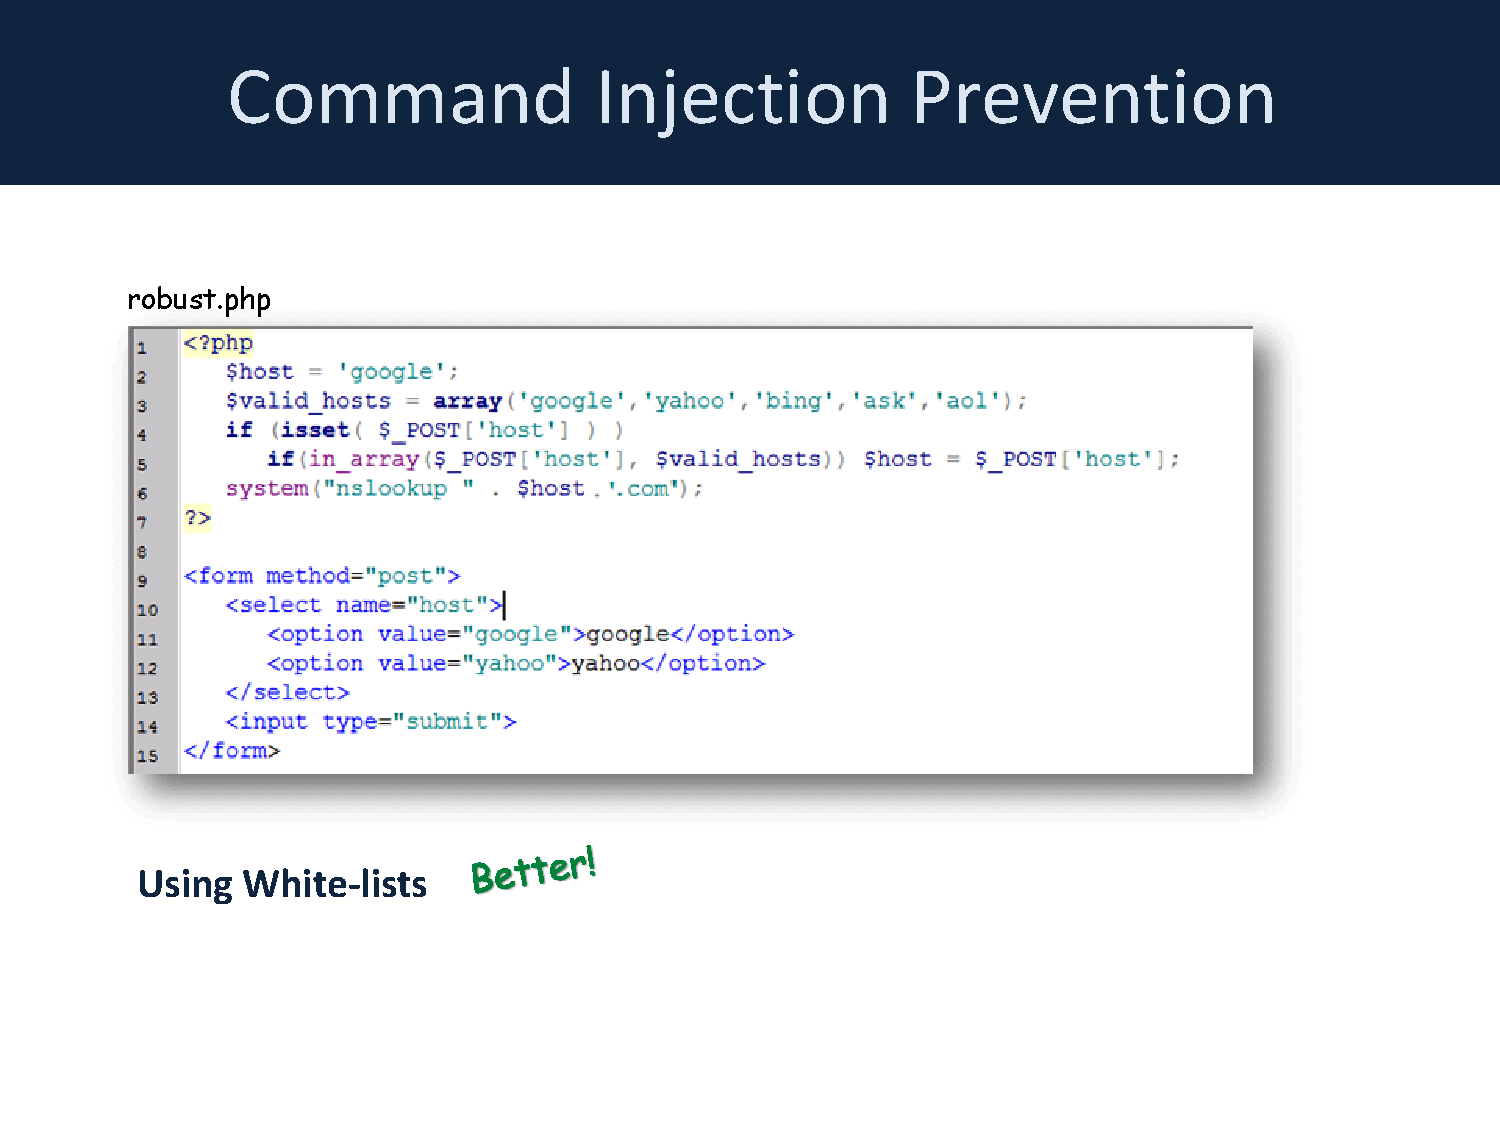 Command Injection Prevention
robust.php
1 <?php
2 $host = 'google';
3 $valid_hosts = array('google','yahoo','bing','ask','aol');
4 if (isset( $_POST['host'] ) )
5 if(in_array($_POST['host'], $valid_hosts)) $host = $_POST['host'];
6 system("nslookup " . $host . '.com');
7 ?>
8
9 <form method="post">
10 <select name="host">
11 <option value="google">google</option>
12 <option value="yahoo">yahoo</option>
13 </select>
14 <input type="submit">
15 </form>
Using White-lists Better!